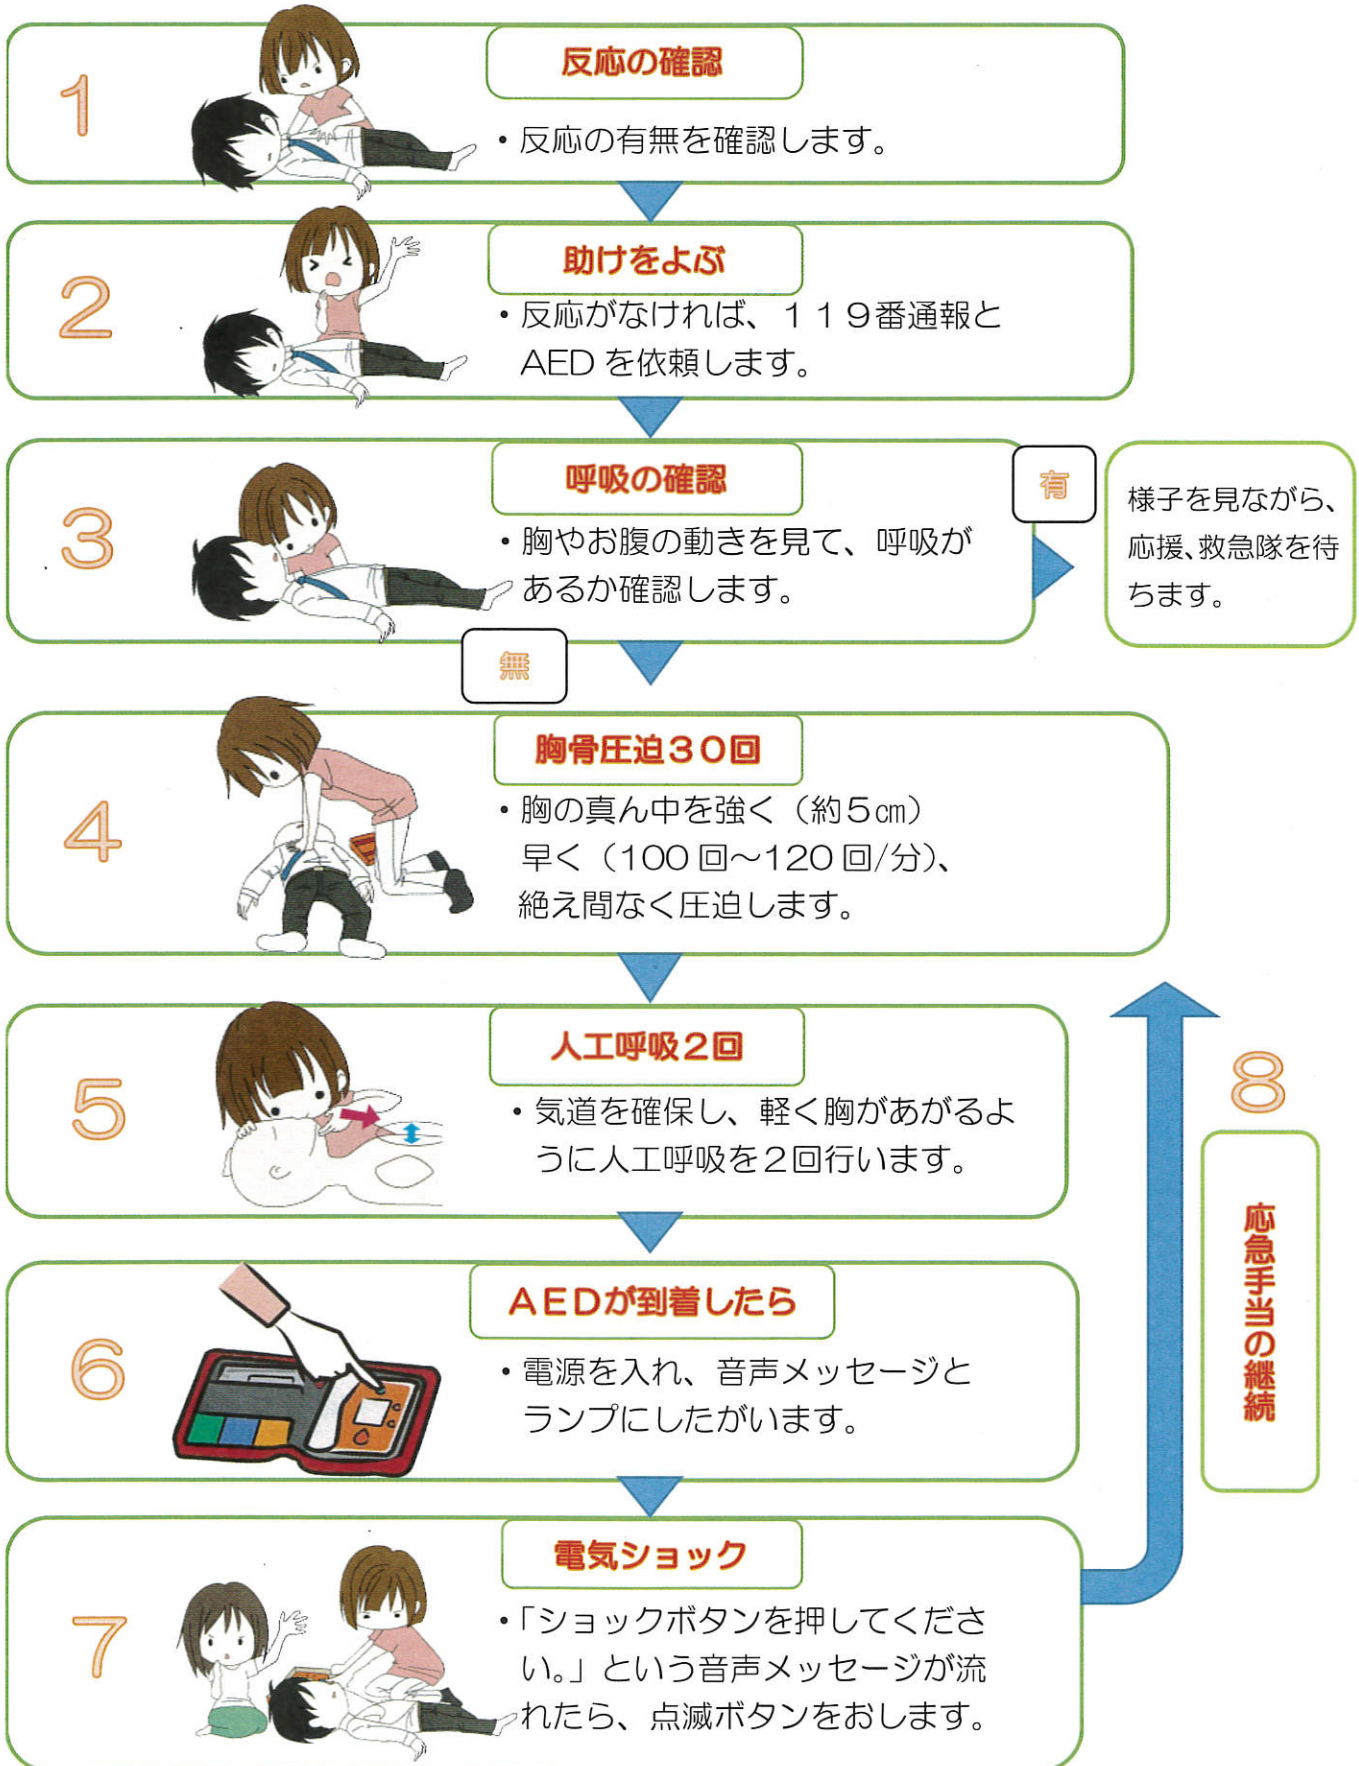 1
反応の確認
・反応の有無を確認します。
2
助けをよぶ
・反応がなければ、119番通報と
AEDを依頼します。
3
呼吸の確認
・胸やお腹の動きを見て、呼吸が
あるか確認します。
有
様子を見ながら、
応援、救急隊を待
ちます。
無
4
胸骨圧迫30回
・胸の真ん中を強く（約5㎝）
早く（100回～120回/分）、
絶え間なく圧迫します。
5
人工呼吸2回
・気道を確保し、軽く胸があがるよ
うに人工呼吸を2回行います。
6
AEDが到着したら
・電源を入れ、音声メッセージと
ランプにしたがいます。
7
電気ショック
・「ショックボタンを押してくださ
い。」という音声メッセージが流
れたら、点滅ボタンをおします。
8
応急手当の継続